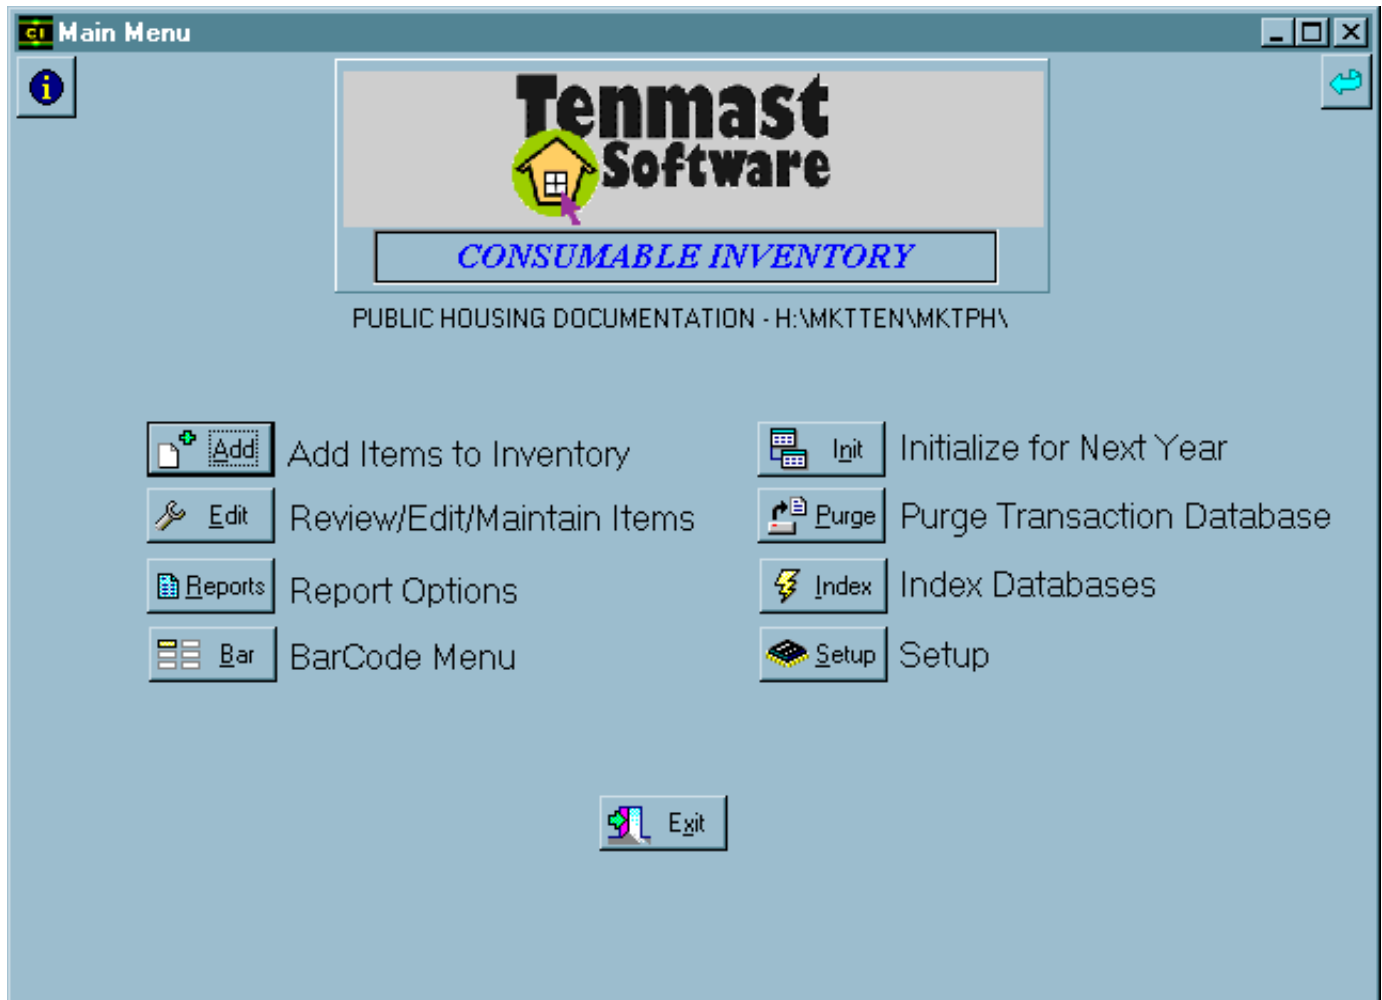 CI Main Menu
i
Tenmast
Software
CONSUMABLE INVENTORY
PUBLIC HOUSING DOCUMENTATION - H:\MKTTEN\MKTPH\
Add Add Items to Inventory
Init Initialize for Next Year
Edit Review/Edit/Maintain Items
Purge Purge Transaction Database
Reports Report Options
Index Index Databases
Bar BarCode Menu
Setup Setup
Exit